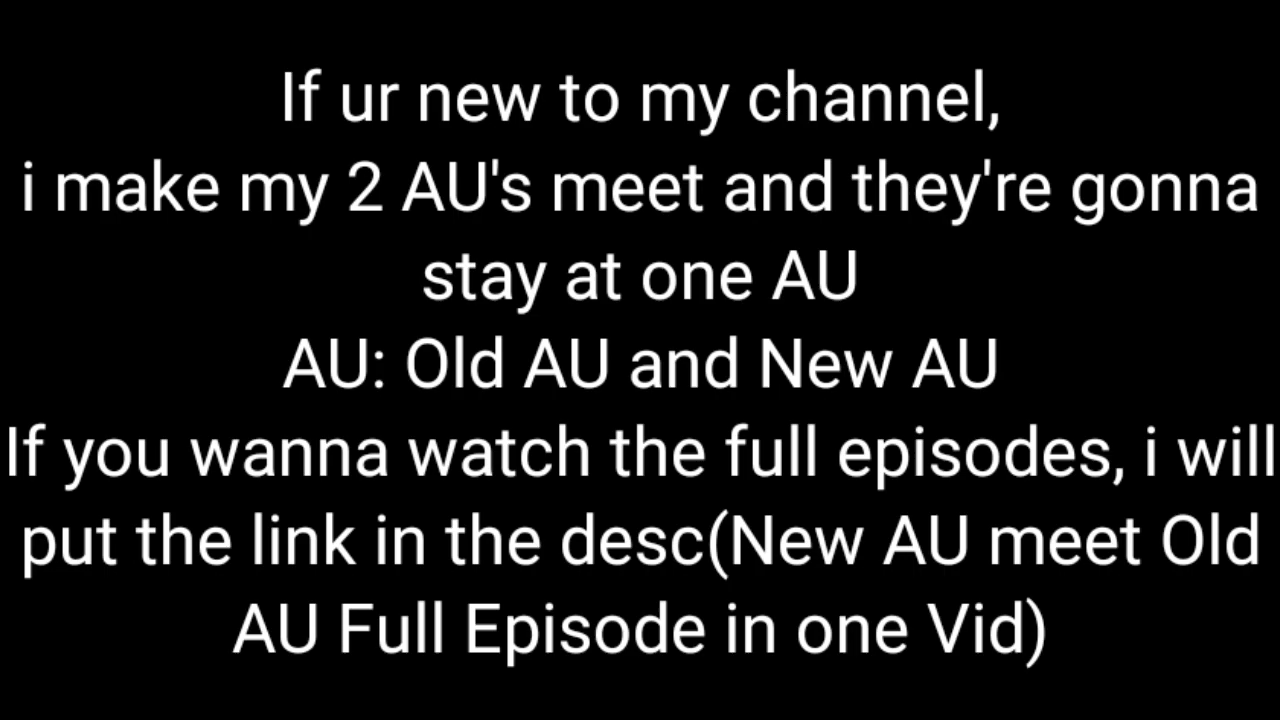 If ur new to my channel,
i make my 2 AU's meet and they're gonna
stay at one AU
AU: Old AU and New AU
If you wanna watch the full episodes, i will
put the link in the desc(New AU meet Old
AU Full Episode in one Vid)